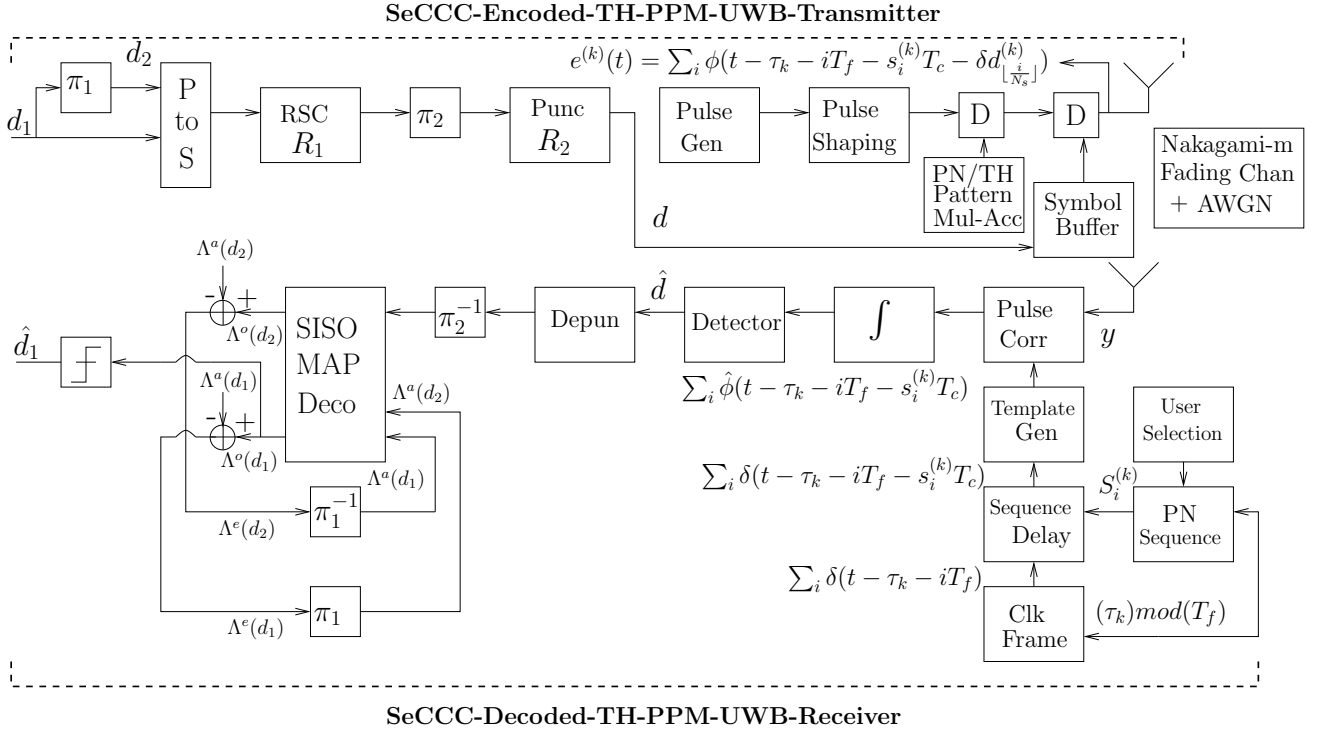 SeCCC-Encoded-TH-PPM-UWB-Transmitter
e^{(k)}(t) = ∑_i ϕ(t − τ_k − iT_f − s_i^{(k)}T_c − δd^{(k)}_{⌊i/N_s⌋})
d_2
π_1
d_1
P
to
S
RSC
R_1
π_2
Punc
R_2
Pulse
Gen
Pulse
Shaping
D
D
PN/TH
Pattern
Mul-Acc
Symbol
Buffer
Nakagami-m
Fading Chan
+ AWGN
d
Λ^a(d_2)
-
+
Λ^o(d_2)
SISO
MAP
Deco
π_2^{-1}
Depun
d̂
Detector
∫
Pulse
Corr
y
d̂_1
Λ^a(d_1)
-
+
Λ^o(d_1)
Λ^a(d_2)
Λ^a(d_1)
∑_i ϕ̂(t − τ_k − iT_f − s_i^{(k)}T_c)
Template
Gen
User
Selection
∑_i δ(t − τ_k − iT_f − s_i^{(k)}T_c)
S_i^{(k)}
Λ^e(d_2)
π_1^{-1}
Sequence
Delay
PN
Sequence
∑_i δ(t − τ_k − iT_f)
Λ^e(d_1)
π_1
Clk
Frame
(τ_k)mod(T_f)
SeCCC-Decoded-TH-PPM-UWB-Receiver